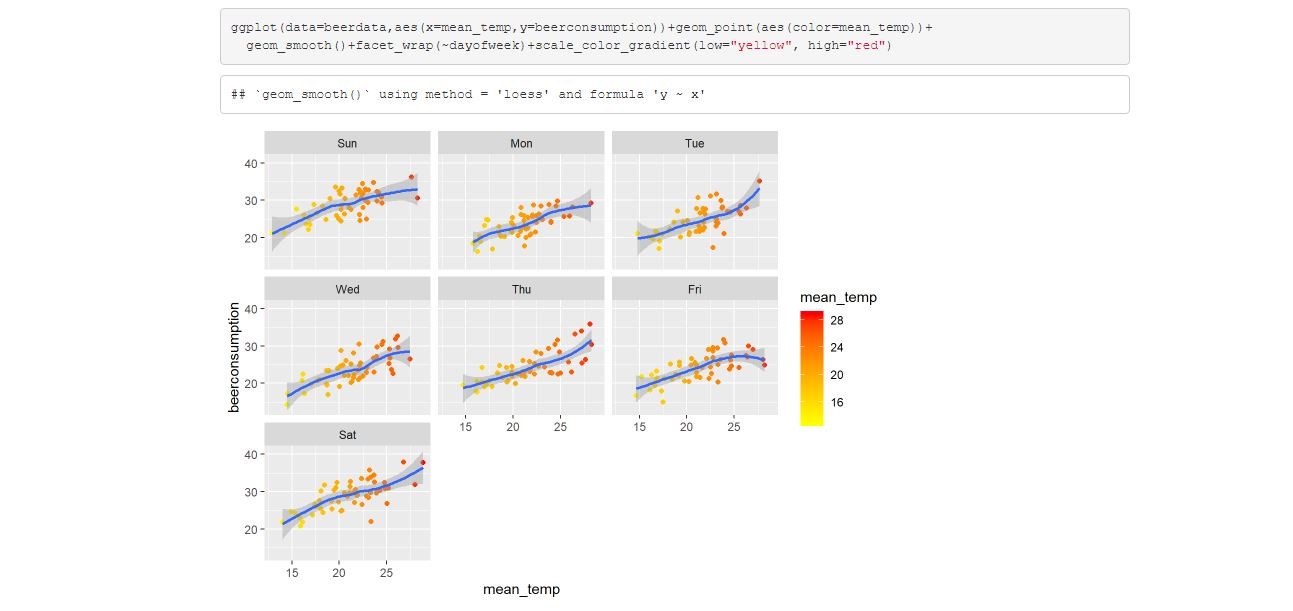 ggplot(data=beerdata,aes(x=mean_temp,y=beerconsumption))+geom_point(aes(color=mean_temp))+
  geom_smooth()+facet_wrap(~dayofweek)+scale_color_gradient(low="yellow", high="red")
## `geom_smooth()` using method = 'loess' and formula 'y ~ x'
Sun Mon Tue
40
30
20
Wed Thu Fri
40
30
20
15 20 25 15 20 25
Sat
40
30
20
15 20 25
beerconsumption
mean_temp
mean_temp
28
24
20
16